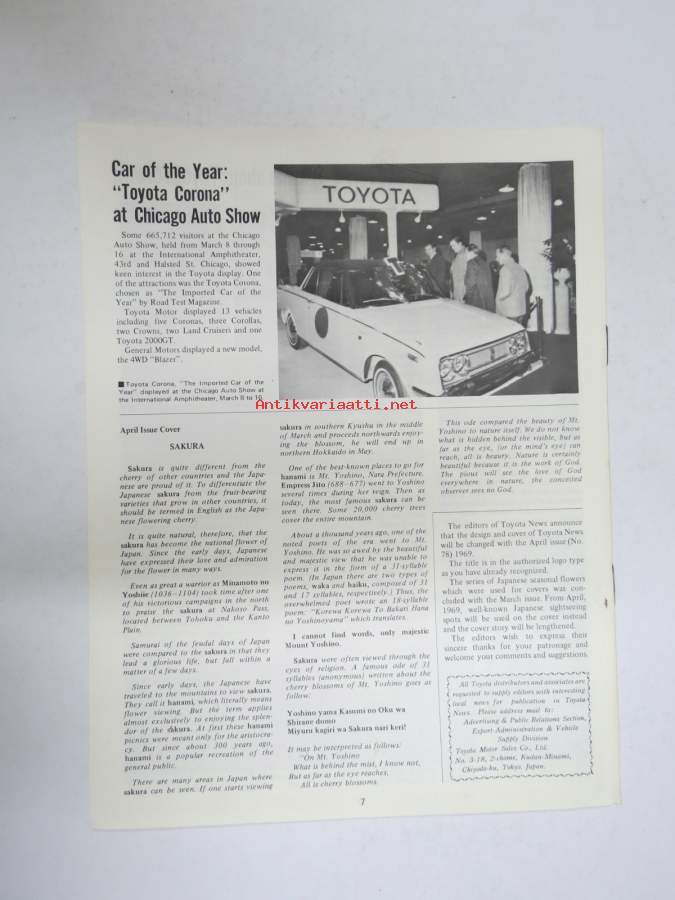 Car of the Year:
"Toyota Corona"
at Chicago Auto Show
Some 665,712 visitors at the Chicago
Auto Show, held from March 8 through
16 at the International Amphitheater,
43rd and Halsted St. Chicago, showed
keen interest in the Toyota display. One
of the attractions was the Toyota Corona,
chosen as "The Imported Car of the
Year" by Road Test Magazine.
Toyota Motor displayed 13 vehicles
including five Coronas, three Corollas,
two Crowns, two Land Cruisers and one
Toyota 2000GT.
General Motors displayed a new model,
the 4WD "Blazer".
■ Toyota Corona, "The Imported Car of the
Year" displayed at the Chicago Auto Show at
the International Amphitheater, March 8 to 16.
TOYOTA
Antikvariaatti.net
April Issue Cover
SAKURA
Sakura is quite different from the
cherry of other countries and the Japa-
nese are proud of it. To differentiate the
Japanese sakura from the fruit-bearing
varieties that grow in other countries, it
should be termed in English as the Japa-
nese flowering cherry.
It is quite natural, therefore, that the
sakura has become the national flower of
Japan. Since the early days, Japanese
have expressed their love and admiration
for the flower in many ways.
Even as great a warrior as Minamoto no
Yoshiie (1036-1104) took time after one
of his victorious campaigns in the north
to praise the sakura at Nakoso Pass,
located between Tohoku and the Kanto
Plain.
Samurai of the feudal days of Japan
were compared to the sakura in that they
lead a glorious life, but fall within a
matter of a few days.
Since early days, the Japanese have
traveled to the mountains to view sakura.
They call it hanami, which literally means
flower viewing. But the term applies
almost exclusively to enjoying the splen-
dor of the sakura. At first these hanami
picnics were meant only for the aristocra-
cy. But since about 300 years ago,
hanami is a popular recreation of the
general public.
There are many areas in Japan where
sakura can be seen. If one starts viewing
sakura in southern Kyushu in the middle
of March and proceeds northwards enjoy-
ing the blossom, he will end up in
northern Hokkaido in May.
One of the best-known places to go for
hanami is Mt. Yoshino, Nara Prefecture.
Empress Jito (688-677) went to Yoshino
several times during her reign. Then as
today, the most famous sakura can be
seen there. Some 20,000 cherry trees
cover the entire mountain.
About a thousand years ago, one of the
noted poets of the era went to Mt.
Yoshino. He was so awed by the beautiful
and majestic view that he was unable to
express it in the form of a 31-syllable
poem. (In Japan there are two types of
poems, waka and haiku, composed of 31
and 17 syllables, respectively.) Thus, the
overwhelmed poet wrote an 18-syllable
poem: "Korewa Korewa To Bakari Hana
no Yoshinoyama" which translates.
I cannot find words, only majestic
Mount Yoshino.
Sakura were often viewed through the
eyes of religion. A famous ode of 31
syllables (anonymous) written about the
cherry blossoms of Mt. Yoshino goes as
follow:
Yoshino yama Kasumi no Oku wa
Shirane domo
Miyuru kagiri wa Sakura nari keri!
It may be interpreted as follows:
"On Mt. Yoshino
What is behind the mist, I know not,
But as far as the eye reaches,
All is cherry blossoms.
This ode compared the beauty of Mt.
Yoshino to nature itself. We do not know
what is hidden behind the visible, but as
far as the eye, (or the mind's eye) can
reach, all is beauty. Nature is certainly
beautiful because it is the work of God.
The pious will see the love of God
everywhere in nature, the conceited
observer sees no God.
The editors of Toyota News announce
that the design and cover of Toyota News
will be changed with the April issue (No.
78) 1969.
The title is in the authorized logo type
as you have already recognized.
The series of Japanese seasonal flowers
which were used for covers was con-
cluded with the March issue. From April,
1969, well-known Japanese sightseeing
spots will be used on the cover instead
and the cover story will be lengthened.
The editors wish to express their
sincere thanks for your patronage and
welcome your comments and suggestions.
All Toyota distributors and associates are
requested to supply editors with interesting
local news for publication in Toyota
News. Please address mail to:
Advertising & Public Relations Section,
Export Administration & Vehicle
Supply Division
Toyota Motor Sales Co., Ltd.
No. 3-18, 2-chome, Kudan-Minami,
Chiyoda-ku, Tokyo, Japan.
7